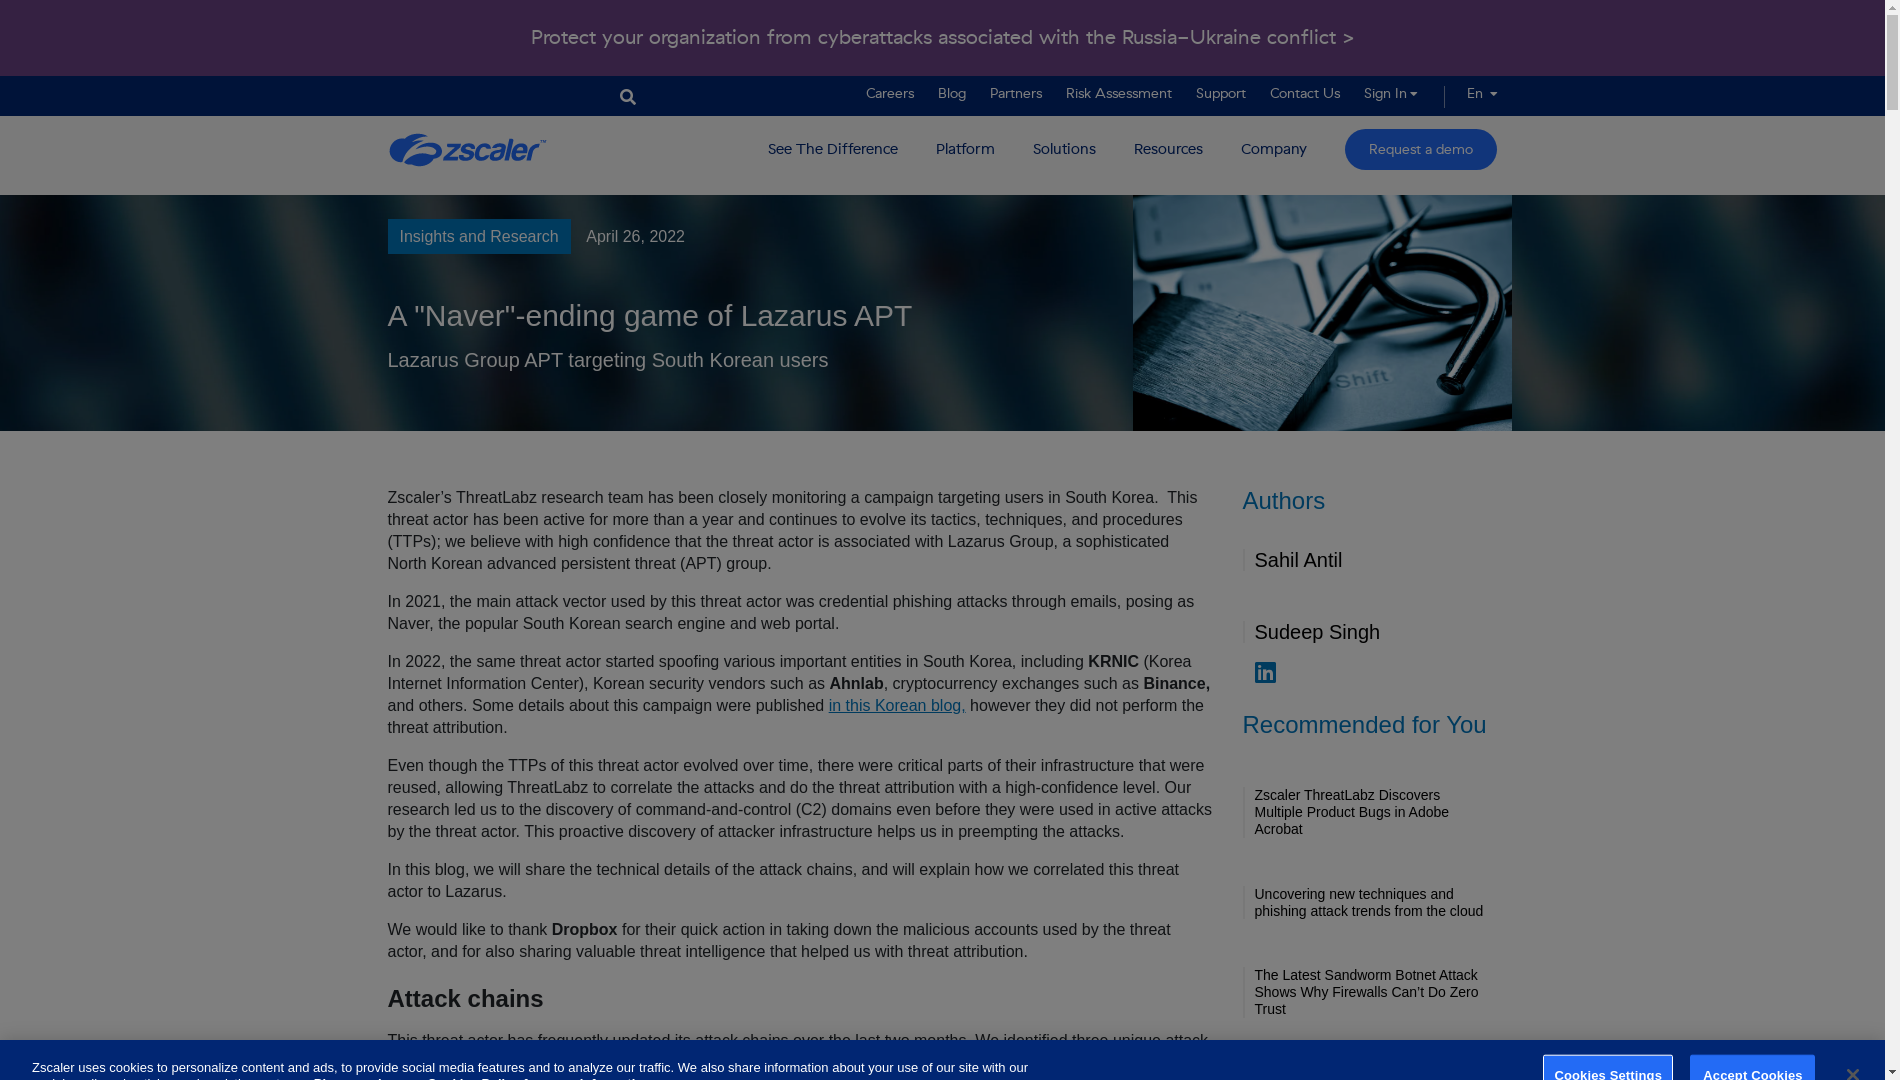 Protect your organization from cyberattacks associated with the Russia–Ukraine conflict >
Careers Blog Partners Risk Assessment Support Contact Us Sign In En
zscaler™
See The Difference Platform Solutions Resources Company Request a demo
Insights and Research April 26, 2022
A "Naver"-ending game of Lazarus APT
Lazarus Group APT targeting South Korean users
Shift
Zscaler’s ThreatLabz research team has been closely monitoring a campaign targeting users in South Korea.  This
threat actor has been active for more than a year and continues to evolve its tactics, techniques, and procedures
(TTPs); we believe with high confidence that the threat actor is associated with Lazarus Group, a sophisticated
North Korean advanced persistent threat (APT) group.
In 2021, the main attack vector used by this threat actor was credential phishing attacks through emails, posing as
Naver, the popular South Korean search engine and web portal.
In 2022, the same threat actor started spoofing various important entities in South Korea, including KRNIC (Korea
Internet Information Center), Korean security vendors such as Ahnlab, cryptocurrency exchanges such as Binance,
and others. Some details about this campaign were published in this Korean blog, however they did not perform the
threat attribution.
Even though the TTPs of this threat actor evolved over time, there were critical parts of their infrastructure that were
reused, allowing ThreatLabz to correlate the attacks and do the threat attribution with a high-confidence level. Our
research led us to the discovery of command-and-control (C2) domains even before they were used in active attacks
by the threat actor. This proactive discovery of attacker infrastructure helps us in preempting the attacks.
In this blog, we will share the technical details of the attack chains, and will explain how we correlated this threat
actor to Lazarus.
We would like to thank Dropbox for their quick action in taking down the malicious accounts used by the threat
actor, and for also sharing valuable threat intelligence that helped us with threat attribution.
Attack chains
This threat actor has frequently updated its attack chains over the last two months. We identified three unique attack
Authors
Sahil Antil
Sudeep Singh
in
Recommended for You
Zscaler ThreatLabz Discovers
Multiple Product Bugs in Adobe
Acrobat
Uncovering new techniques and
phishing attack trends from the cloud
The Latest Sandworm Botnet Attack
Shows Why Firewalls Can’t Do Zero
Trust
Zscaler uses cookies to personalize content and ads, to provide social media features and to analyze our traffic. We also share information about your use of our site with our
Cookies Settings Accept Cookies